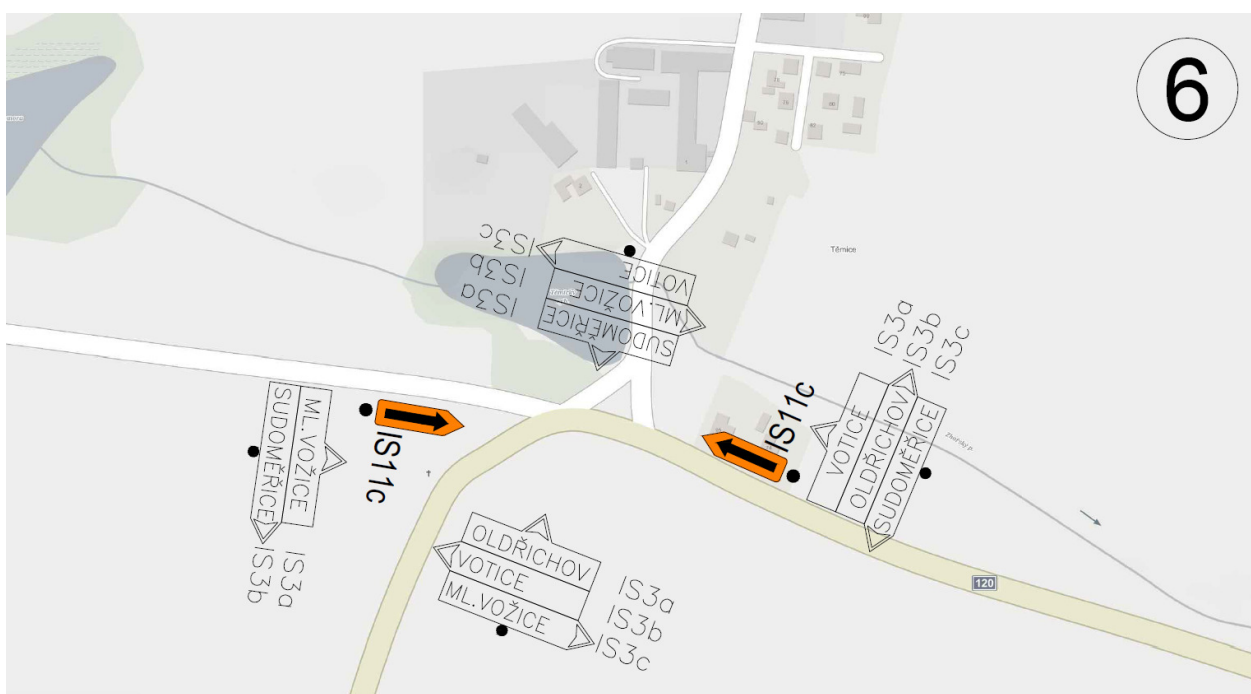 6
Těmice
IS3c
IS3b
IS3a
VOTICE
ML.VOŽICE
SUDOMĚŘICE
IS3a
IS3b
IS3c
IS11c
VOTICE
OLDŘICHOV
SUDOMĚŘICE
ML.VOŽICE
SUDOMĚŘICE
IS11c
IS3a
IS3b
OLDŘICHOV
VOTICE
ML.VOŽICE
IS3a
IS3b
IS3c
120